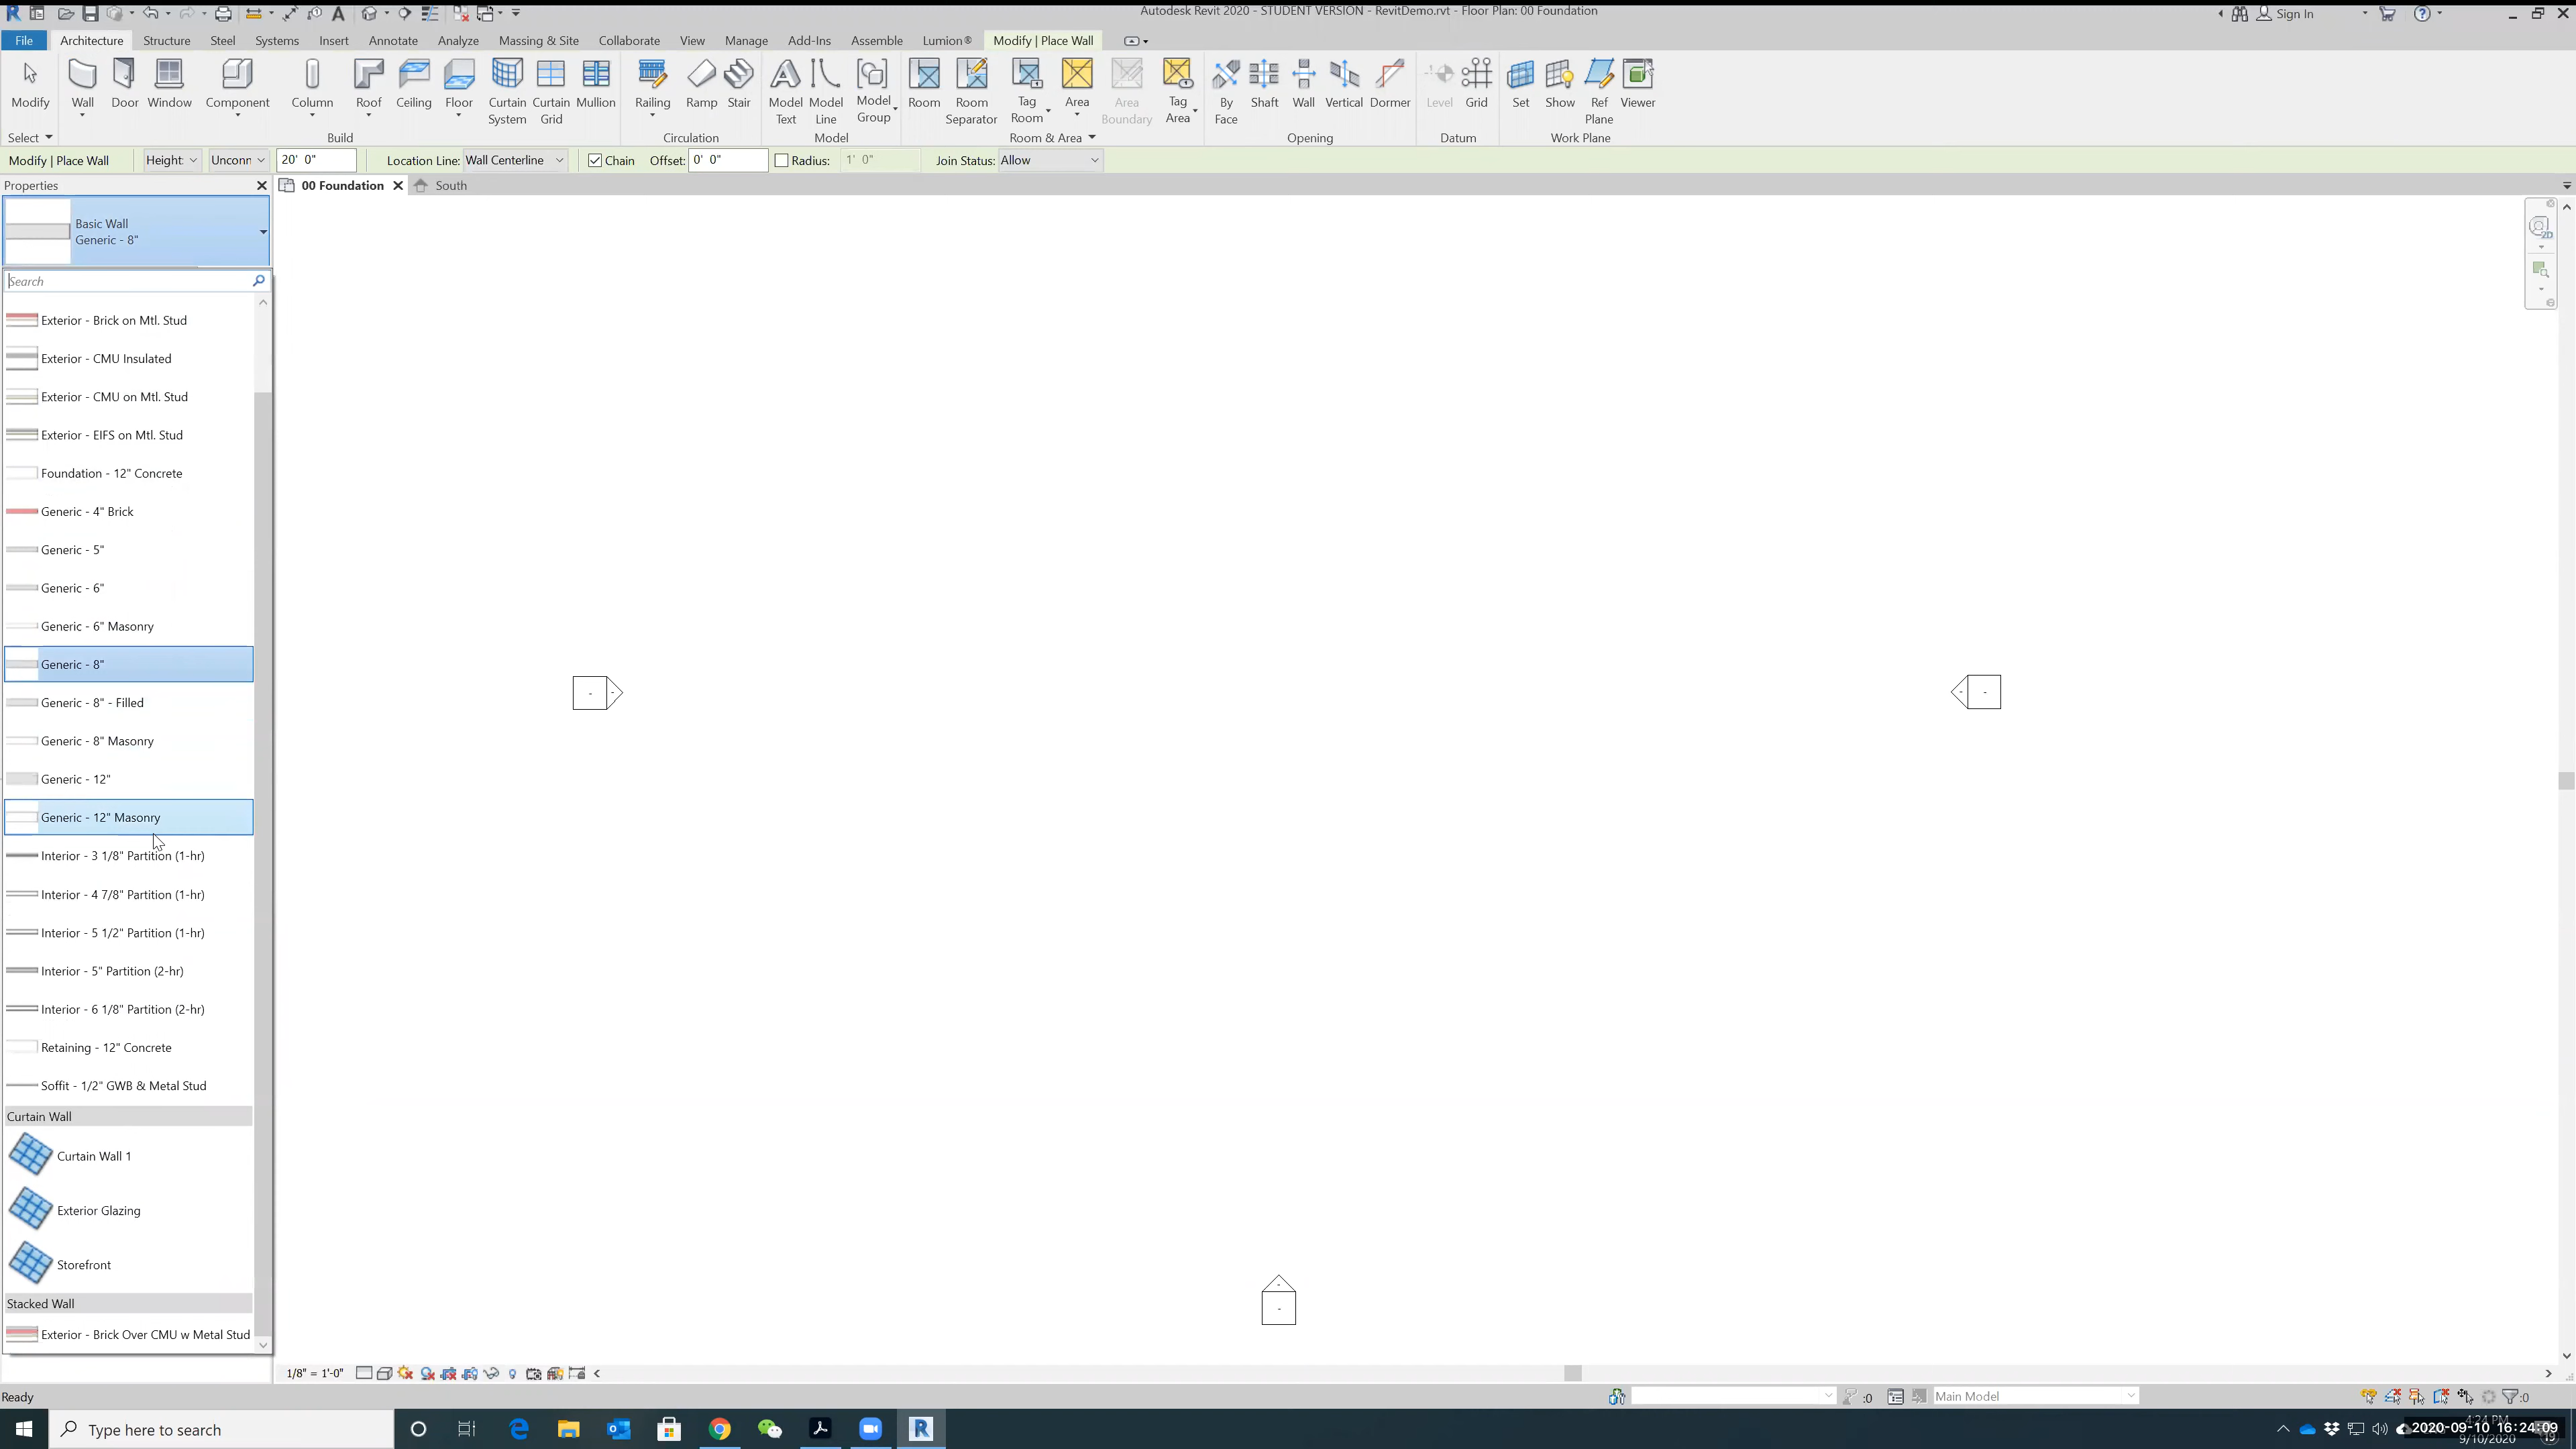 Autodesk Revit 2020 - STUDENT VERSION - RevitDemo.rvt - Floor Plan: 00 Foundation
Sign In
File Architecture Structure Steel Systems Insert Annotate Analyze Massing & Site Collaborate View Manage Add-Ins Assemble Lumion® Modify | Place Wall
Modify Wall Door Window Component Column Roof Ceiling Floor Curtain System Curtain Grid Mullion Railing Ramp Stair Model Text Model Line Model Group Room Room Separator Tag Room Area Area Boundary Tag Area By Face Shaft Wall Vertical Dormer Level Grid Set Show Ref Plane Viewer
Select Build Circulation Model Room & Area Opening Datum Work Plane
Modify | Place Wall Height: Unconn 20' 0" Location Line: Wall Centerline Chain Offset: 0' 0" Radius: 1' 0" Join Status: Allow
Properties
00 Foundation South
Basic Wall
Generic - 8"
Search
Exterior - Brick on Mtl. Stud
Exterior - CMU Insulated
Exterior - CMU on Mtl. Stud
Exterior - EIFS on Mtl. Stud
Foundation - 12" Concrete
Generic - 4" Brick
Generic - 5"
Generic - 6"
Generic - 6" Masonry
Generic - 8"
Generic - 8" - Filled
Generic - 8" Masonry
Generic - 12"
Generic - 12" Masonry
Interior - 3 1/8" Partition (1-hr)
Interior - 4 7/8" Partition (1-hr)
Interior - 5 1/2" Partition (1-hr)
Interior - 5" Partition (2-hr)
Interior - 6 1/8" Partition (2-hr)
Retaining - 12" Concrete
Soffit - 1/2" GWB & Metal Stud
Curtain Wall
Curtain Wall 1
Exterior Glazing
Storefront
Stacked Wall
Exterior - Brick Over CMU w Metal Stud
1/8" = 1'-0"
Ready
:0 Main Model :0
Type here to search
4:24 PM
2020-09-10 16:24:09
9/10/2020